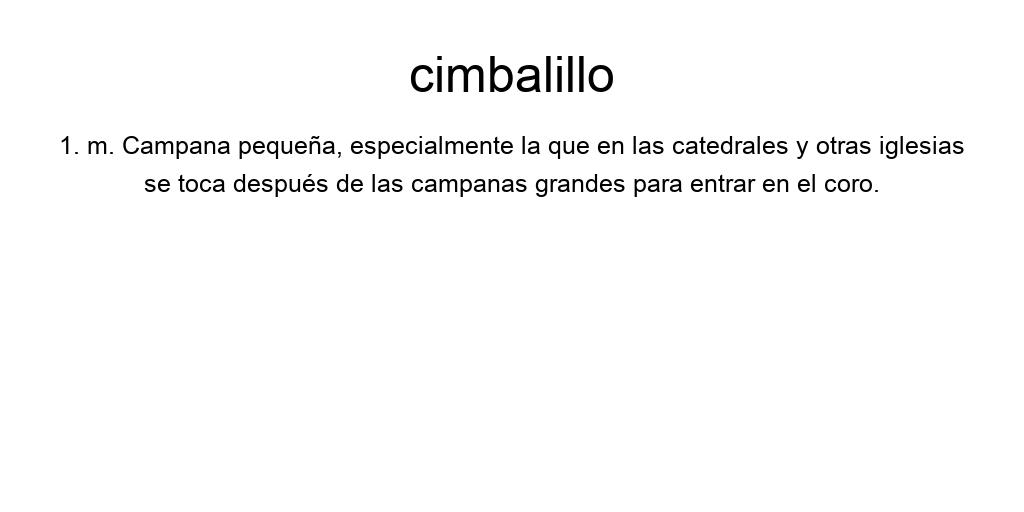 cimbalillo
1. m. Campana pequeña, especialmente la que en las catedrales y otras iglesias
se toca después de las campanas grandes para entrar en el coro.